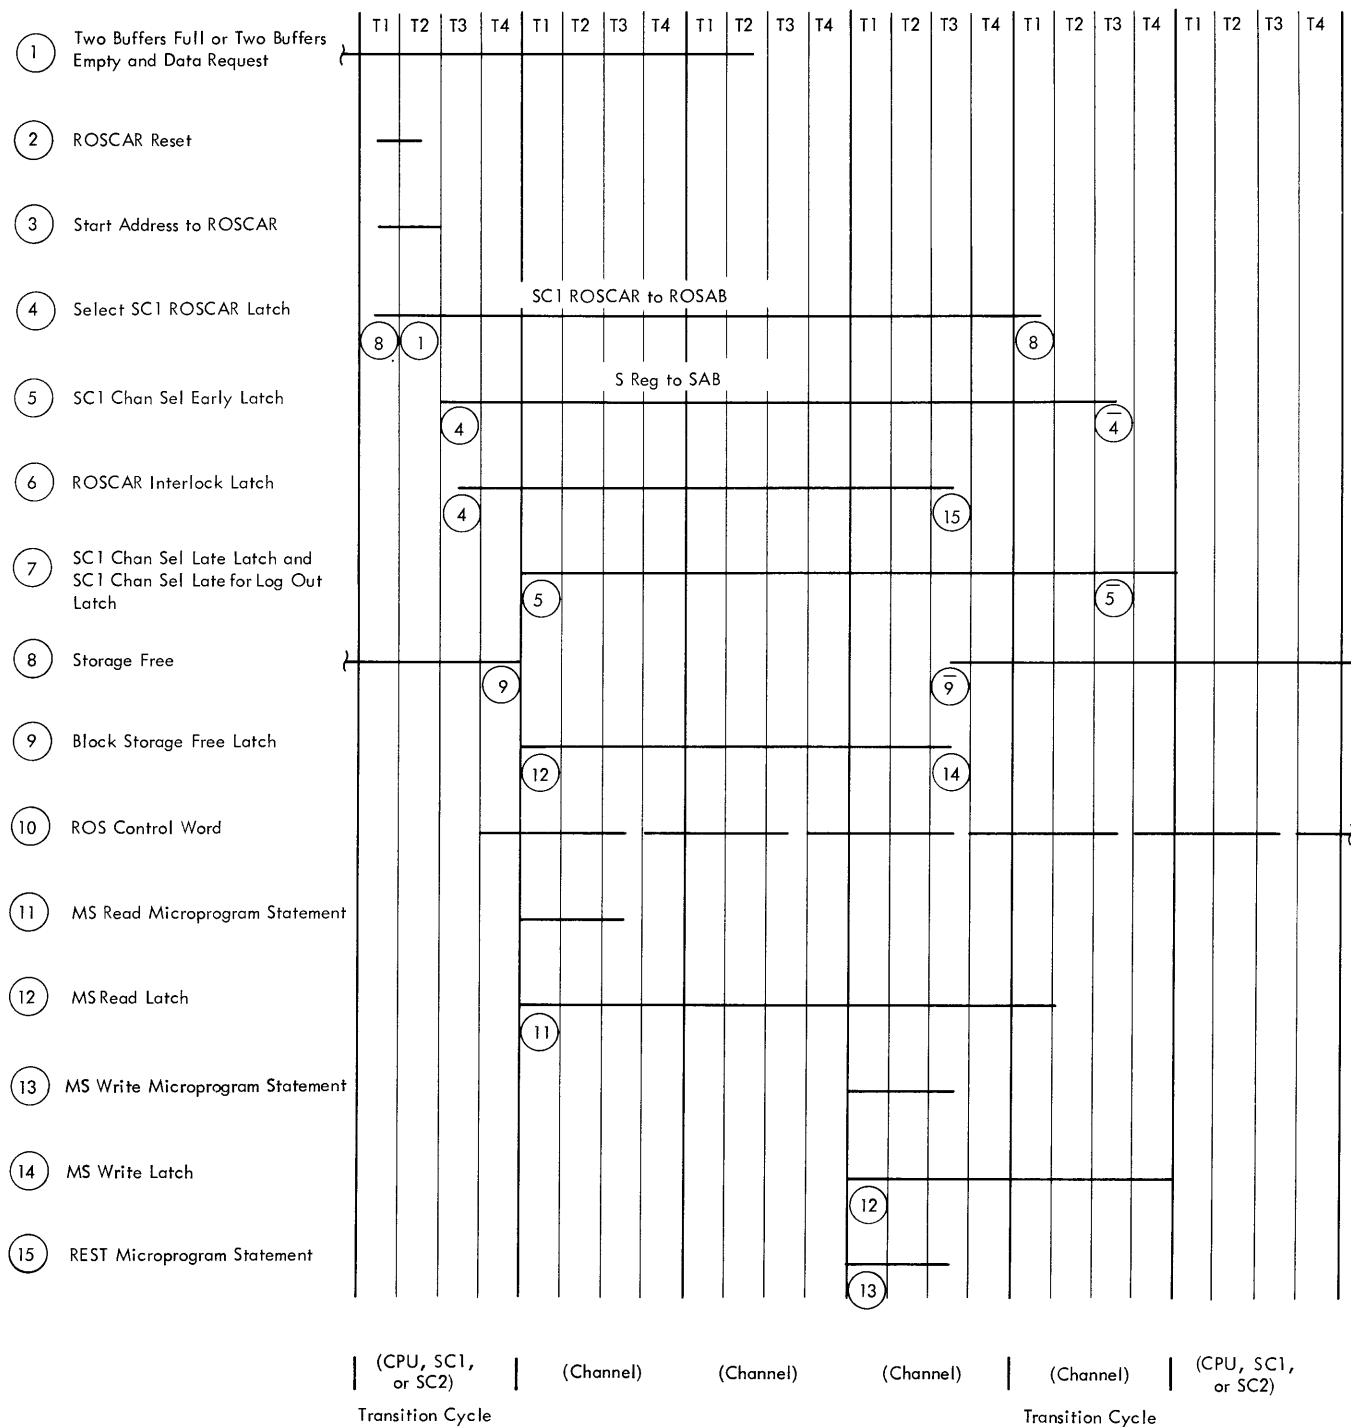 T1 T2 T3 T4 T1 T2 T3 T4 T1 T2 T3 T4 T1 T2 T3 T4 T1 T2 T3 T4 T1 T2 T3 T4
1 Two Buffers Full or Two Buffers
Empty and Data Request
2 ROSCAR Reset
3 Start Address to ROSCAR
SC1 ROSCAR to ROSAB
4 Select SC1 ROSCAR Latch
8 1 8
S Reg to SAB
5 SC1 Chan Sel Early Latch
4 4̅
6 ROSCAR Interlock Latch
4 15
7 SC1 Chan Sel Late Latch and
SC1 Chan Sel Late for Log Out
Latch
5 5̅
8 Storage Free
9 9̅
9 Block Storage Free Latch
12 14
10 ROS Control Word
11 MS Read Microprogram Statement
12 MS Read Latch
11
13 MS Write Microprogram Statement
14 MS Write Latch
12
15 REST Microprogram Statement
13
(CPU, SC1,
or SC2) (Channel) (Channel) (Channel) (Channel) (CPU, SC1,
or SC2)
Transition Cycle Transition Cycle